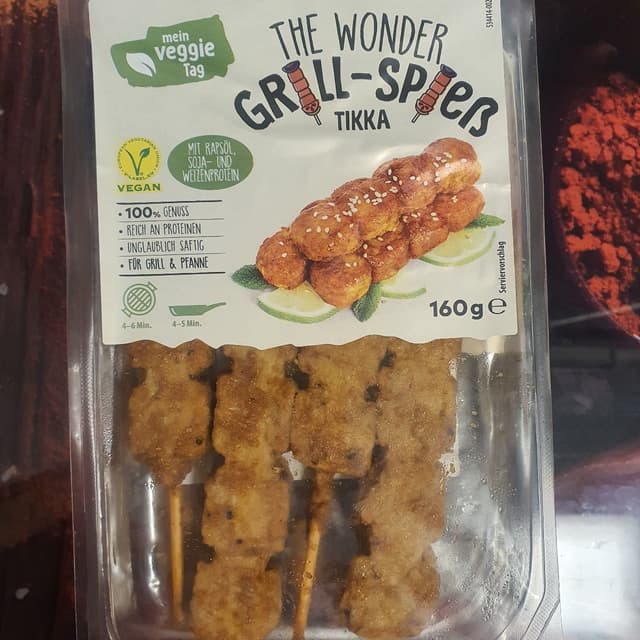 mein
veggie
Tag
THE WONDER
GRILL-SPIEß
TIKKA
VEGAN
MIT RAPSÖL,
SOJA- UND
WEIZENPROTEIN
• 100% GENUSS
• REICH AN PROTEINEN
• UNGLAUBLICH SAFTIG
• FÜR GRILL & PFANNE
4-6 Min.
4-5 Min.
Serviervorschlag
160g e